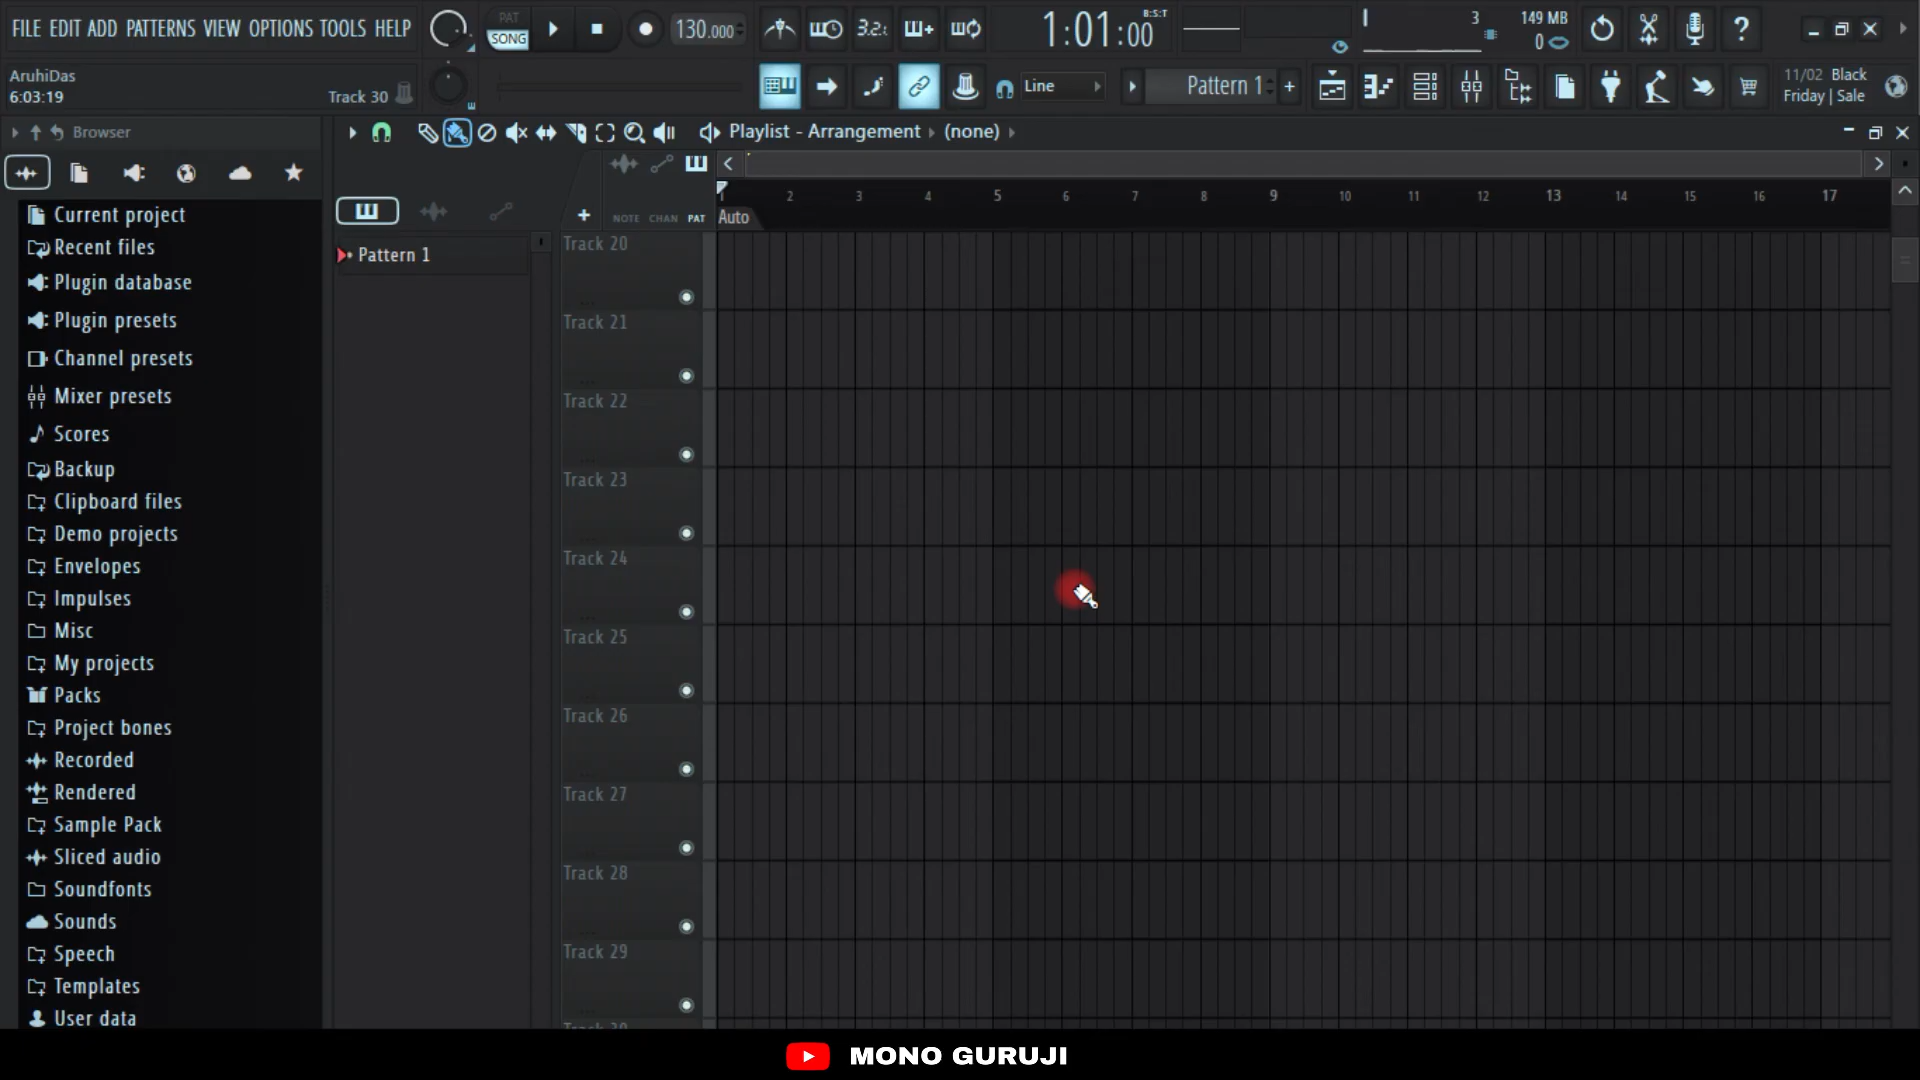 FILE EDIT ADD PATTERNS VIEW OPTIONS TOOLS HELP
PAT
SONG
130.000
3.2.
1:01:00
B:S:T
3
149 MB
0
AruhiDas
6:03:19
Track 30
Line
Pattern 1
11/02 Black
Friday | Sale
Browser
Playlist - Arrangement
(none)
NOTE CHAN PAT
1 2 3 4 5 6 7 8 9 10 11 12 13 14 15 16 17
Auto
Current project
Recent files
Plugin database
Plugin presets
Channel presets
Mixer presets
Scores
Backup
Clipboard files
Demo projects
Envelopes
Impulses
Misc
My projects
Packs
Project bones
Recorded
Rendered
Sample Pack
Sliced audio
Soundfonts
Sounds
Speech
Templates
User data
Pattern 1
Track 20
Track 21
Track 22
Track 23
Track 24
Track 25
Track 26
Track 27
Track 28
Track 29
MONO GURUJI